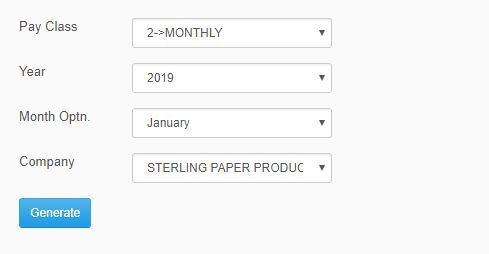 Pay Class 2->MONTHLY
Year 2019
Month Optn. January
Company STERLING PAPER PRODUC
Generate